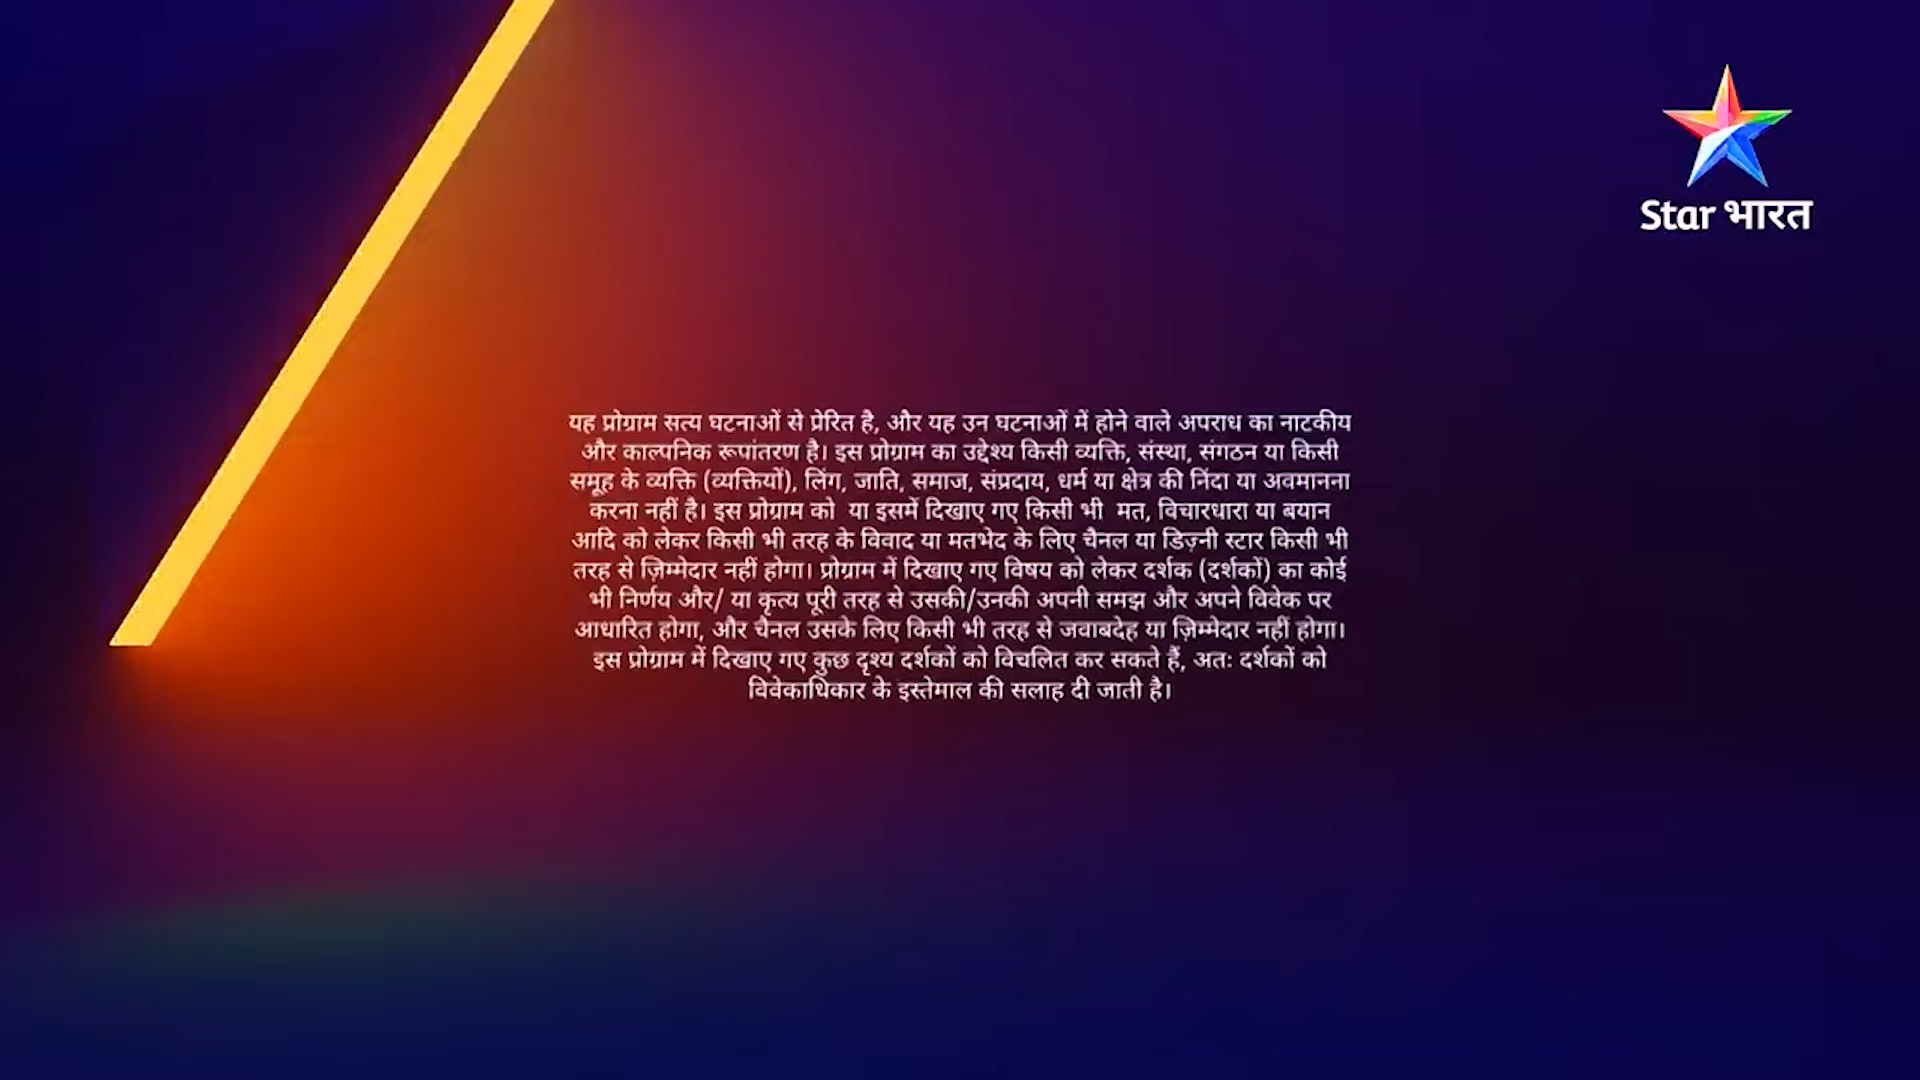 Star भारत
यह प्रोग्राम सत्य घटनाओं से प्रेरित है, और यह उन घटनाओं में होने वाले अपराध का नाटकीय
और काल्पनिक रूपांतरण है। इस प्रोग्राम का उद्देश्य किसी व्यक्ति, संस्था, संगठन या किसी
समूह के व्यक्ति (व्यक्तियों), लिंग, जाति, समाज, संप्रदाय, धर्म या क्षेत्र की निंदा या अवमानना
करना नहीं है। इस प्रोग्राम को या इसमें दिखाए गए किसी भी मत, विचारधारा या बयान
आदि को लेकर किसी भी तरह के विवाद या मतभेद के लिए चैनल या डिज़्नी स्टार किसी भी
तरह से ज़िम्मेदार नहीं होगा। प्रोग्राम में दिखाए गए विषय को लेकर दर्शक (दर्शकों) का कोई
भी निर्णय और/ या कृत्य पूरी तरह से उसकी/उनकी अपनी समझ और अपने विवेक पर
आधारित होगा, और चैनल उसके लिए किसी भी तरह से जवाबदेह या ज़िम्मेदार नहीं होगा।
इस प्रोग्राम में दिखाए गए कुछ दृश्य दर्शकों को विचलित कर सकते हैं, अतः दर्शकों को
विवेकाधिकार के इस्तेमाल की सलाह दी जाती है।